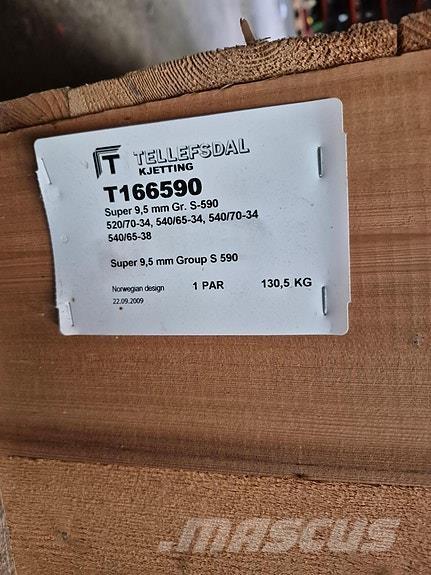 T TELLEFSDAL
KJETTING
T166590
Super 9,5 mm Gr. S-590
520/70-34, 540/65-34, 540/70-34
540/65-38
Super 9,5 mm Group S 590
Norwegian design 1 PAR 130,5 KG
22.09.2009
MASCUS